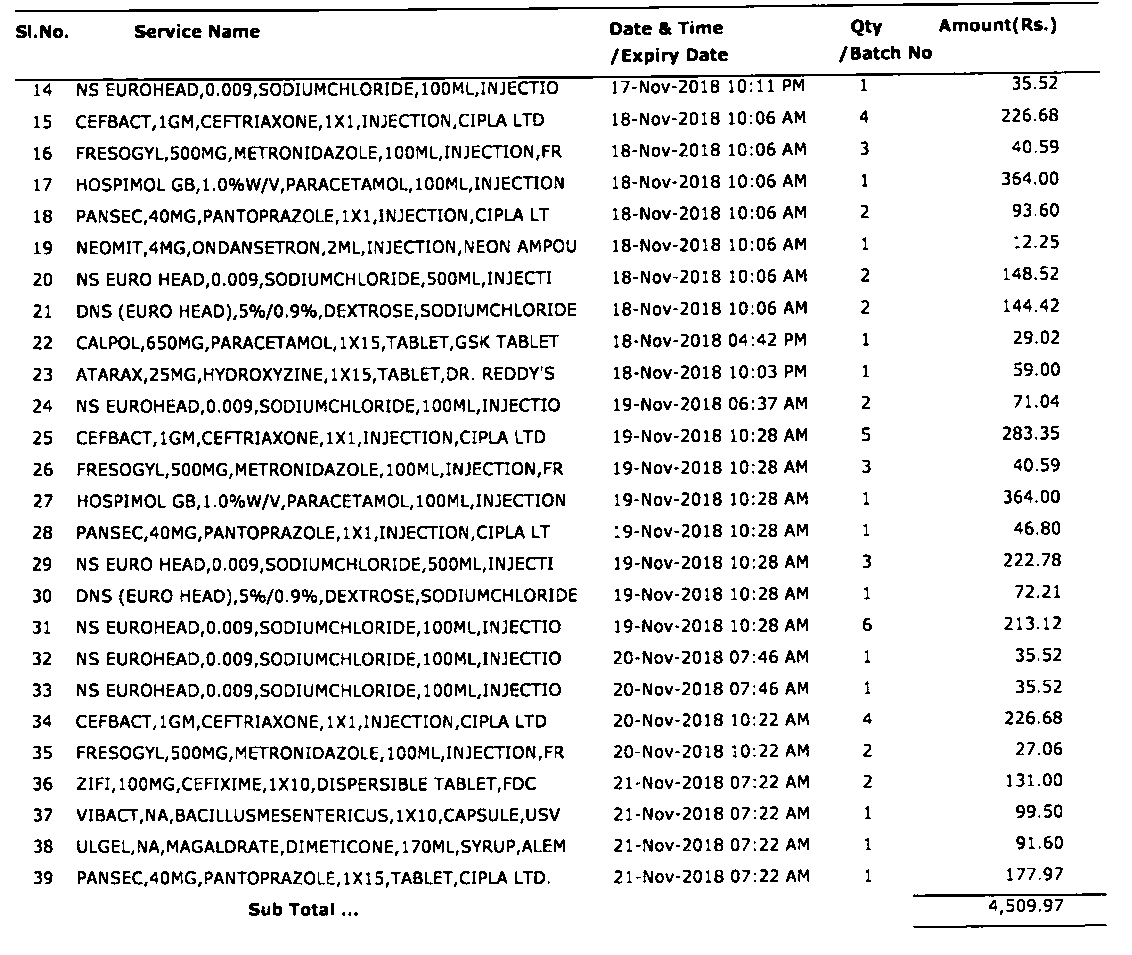 Sl.No. Service Name Date & Time Qty Amount(Rs.)
/Expiry Date /Batch No
14 NS EUROHEAD,0.009,SODIUMCHLORIDE,100ML,INJECTIO 17-Nov-2018 10:11 PM 1 35.52
15 CEFBACT,1GM,CEFTRIAXONE,1X1,INJECTION,CIPLA LTD 18-Nov-2018 10:06 AM 4 226.68
16 FRESOGYL,500MG,METRONIDAZOLE,100ML,INJECTION,FR 18-Nov-2018 10:06 AM 3 40.59
17 HOSPIMOL GB,1.0%W/V,PARACETAMOL,100ML,INJECTION 18-Nov-2018 10:06 AM 1 364.00
18 PANSEC,40MG,PANTOPRAZOLE,1X1,INJECTION,CIPLA LT 18-Nov-2018 10:06 AM 2 93.60
19 NEOMIT,4MG,ONDANSETRON,2ML,INJECTION,NEON AMPOU 18-Nov-2018 10:06 AM 1 12.25
20 NS EURO HEAD,0.009,SODIUMCHLORIDE,500ML,INJECTI 18-Nov-2018 10:06 AM 2 148.52
21 DNS (EURO HEAD),5%/0.9%,DEXTROSE,SODIUMCHLORIDE 18-Nov-2018 10:06 AM 2 144.42
22 CALPOL,650MG,PARACETAMOL,1X15,TABLET,GSK TABLET 18-Nov-2018 04:42 PM 1 29.02
23 ATARAX,25MG,HYDROXYZINE,1X15,TABLET,DR. REDDY'S 18-Nov-2018 10:03 PM 1 59.00
24 NS EUROHEAD,0.009,SODIUMCHLORIDE,100ML,INJECTIO 19-Nov-2018 06:37 AM 2 71.04
25 CEFBACT,1GM,CEFTRIAXONE,1X1,INJECTION,CIPLA LTD 19-Nov-2018 10:28 AM 5 283.35
26 FRESOGYL,500MG,METRONIDAZOLE,100ML,INJECTION,FR 19-Nov-2018 10:28 AM 3 40.59
27 HOSPIMOL GB,1.0%W/V,PARACETAMOL,100ML,INJECTION 19-Nov-2018 10:28 AM 1 364.00
28 PANSEC,40MG,PANTOPRAZOLE,1X1,INJECTION,CIPLA LT 19-Nov-2018 10:28 AM 1 46.80
29 NS EURO HEAD,0.009,SODIUMCHLORIDE,500ML,INJECTI 19-Nov-2018 10:28 AM 3 222.78
30 DNS (EURO HEAD),5%/0.9%,DEXTROSE,SODIUMCHLORIDE 19-Nov-2018 10:28 AM 1 72.21
31 NS EUROHEAD,0.009,SODIUMCHLORIDE,100ML,INJECTIO 19-Nov-2018 10:28 AM 6 213.12
32 NS EUROHEAD,0.009,SODIUMCHLORIDE,100ML,INJECTIO 20-Nov-2018 07:46 AM 1 35.52
33 NS EUROHEAD,0.009,SODIUMCHLORIDE,100ML,INJECTIO 20-Nov-2018 07:46 AM 1 35.52
34 CEFBACT,1GM,CEFTRIAXONE,1X1,INJECTION,CIPLA LTD 20-Nov-2018 10:22 AM 4 226.68
35 FRESOGYL,500MG,METRONIDAZOLE,100ML,INJECTION,FR 20-Nov-2018 10:22 AM 2 27.06
36 ZIFI,100MG,CEFIXIME,1X10,DISPERSIBLE TABLET,FDC 21-Nov-2018 07:22 AM 2 131.00
37 VIBACT,NA,BACILLUSMESENTERICUS,1X10,CAPSULE,USV 21-Nov-2018 07:22 AM 1 99.50
38 ULGEL,NA,MAGALDRATE,DIMETICONE,170ML,SYRUP,ALEM 21-Nov-2018 07:22 AM 1 91.60
39 PANSEC,40MG,PANTOPRAZOLE,1X15,TABLET,CIPLA LTD. 21-Nov-2018 07:22 AM 1 177.97
Sub Total ... 4,509.97